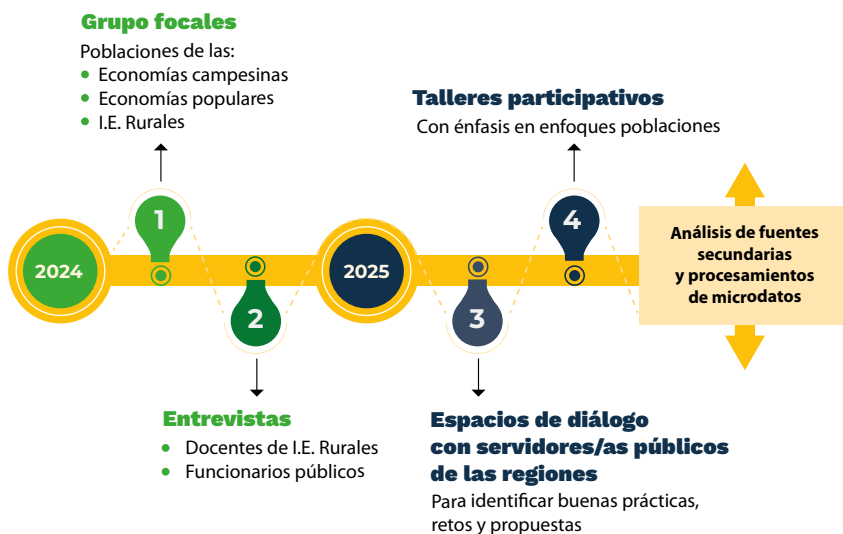 Grupo focales
Poblaciones de las:
Economías campesinas
Economías populares
I.E. Rurales
Talleres participativos
Con énfasis en enfoques poblaciones
1
4
2024
2025
Análisis de fuentes
secundarias
y procesamientos
de microdatos
2
3
Entrevistas
Docentes de I.E. Rurales
Funcionarios públicos
Espacios de diálogo
con servidores/as públicos
de las regiones
Para identificar buenas prácticas,
retos y propuestas